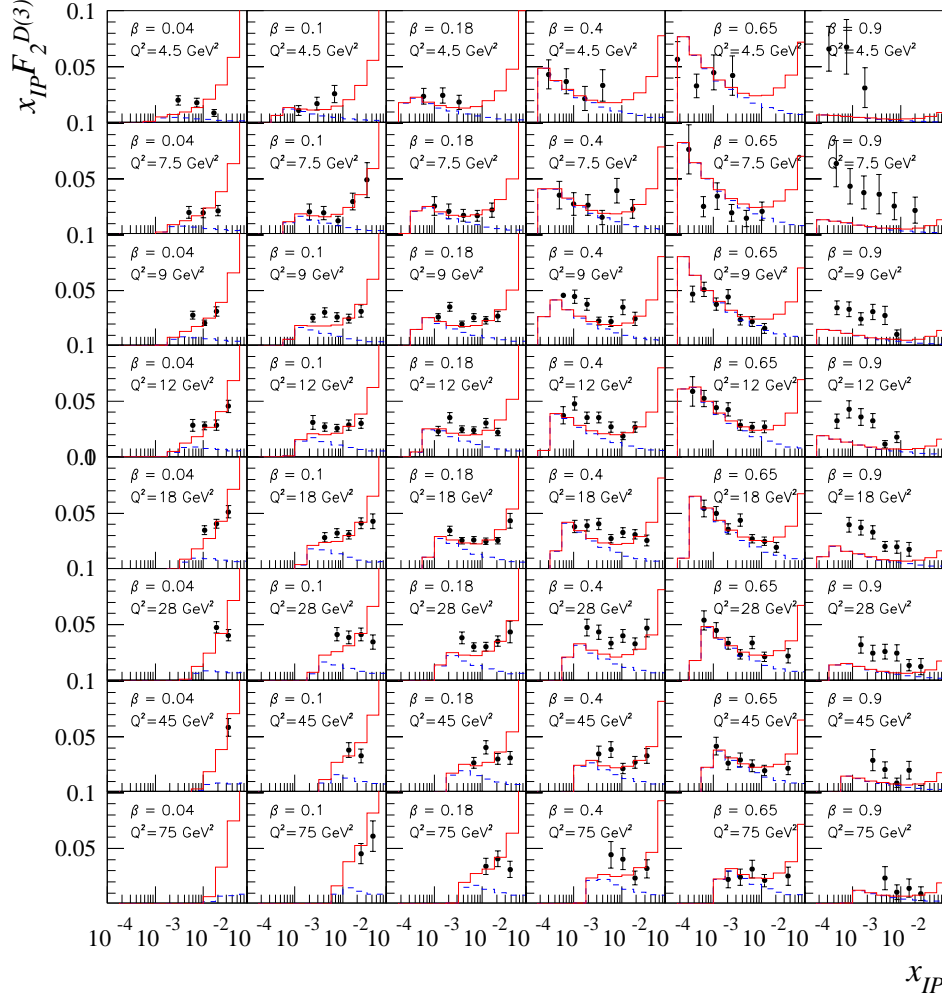 x_IP F_2^D(3)
β = 0.04 β = 0.1 β = 0.18 β = 0.4 β = 0.65 β = 0.9
Q²=4.5 GeV² Q²=4.5 GeV² Q²=4.5 GeV² Q²=4.5 GeV² Q²=4.5 GeV² Q²=4.5 GeV²
0.05
0.1
β = 0.04 β = 0.1 β = 0.18 β = 0.4 β = 0.65 β = 0.9
Q²=7.5 GeV² Q²=7.5 GeV² Q²=7.5 GeV² Q²=7.5 GeV² Q²=7.5 GeV² Q²=7.5 GeV²
0.05
0.1
β = 0.04 β = 0.1 β = 0.18 β = 0.4 β = 0.65 β = 0.9
Q²=9 GeV² Q²=9 GeV² Q²=9 GeV² Q²=9 GeV² Q²=9 GeV² Q²=9 GeV²
0.05
0.1
β = 0.04 β = 0.1 β = 0.18 β = 0.4 β = 0.65 β = 0.9
Q²=12 GeV² Q²=12 GeV² Q²=12 GeV² Q²=12 GeV² Q²=12 GeV² Q²=12 GeV²
0.05
β = 0.04 β = 0.1 β = 0.18 β = 0.4 β = 0.65 β = 0.9
Q²=18 GeV² Q²=18 GeV² Q²=18 GeV² Q²=18 GeV² Q²=18 GeV² Q²=18 GeV²
0.05
0.1
β = 0.04 β = 0.1 β = 0.18 β = 0.4 β = 0.65 β = 0.9
Q²=28 GeV² Q²=28 GeV² Q²=28 GeV² Q²=28 GeV² Q²=28 GeV² Q²=28 GeV²
0.05
0.1
β = 0.04 β = 0.1 β = 0.18 β = 0.4 β = 0.65 β = 0.9
Q²=45 GeV² Q²=45 GeV² Q²=45 GeV² Q²=45 GeV² Q²=45 GeV² Q²=45 GeV²
0.05
0.1
β = 0.04 β = 0.1 β = 0.18 β = 0.4 β = 0.65 β = 0.9
Q²=75 GeV² Q²=75 GeV² Q²=75 GeV² Q²=75 GeV² Q²=75 GeV² Q²=75 GeV²
0.05
-4 -3 -2 -4 -3 -2 -4 -3 -2 -4 -3 -2 -4 -3 -2 -4 -3 -2
10 10 10 10 10 10 10 10 10 10 10 10 10 10 10 10 10 10
x_IP